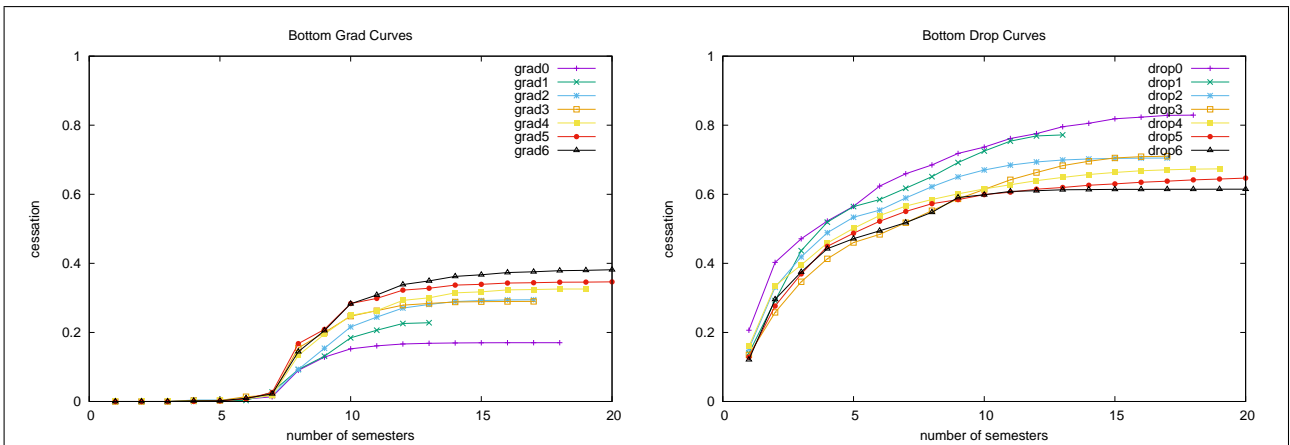 Bottom Grad Curves
1
0.8
0.6
0.4
0.2
0
cessation
0 5 10 15 20
number of semesters
grad0
grad1
grad2
grad3
grad4
grad5
grad6
Bottom Drop Curves
1
0.8
0.6
0.4
0.2
0
cessation
0 5 10 15 20
number of semesters
drop0
drop1
drop2
drop3
drop4
drop5
drop6